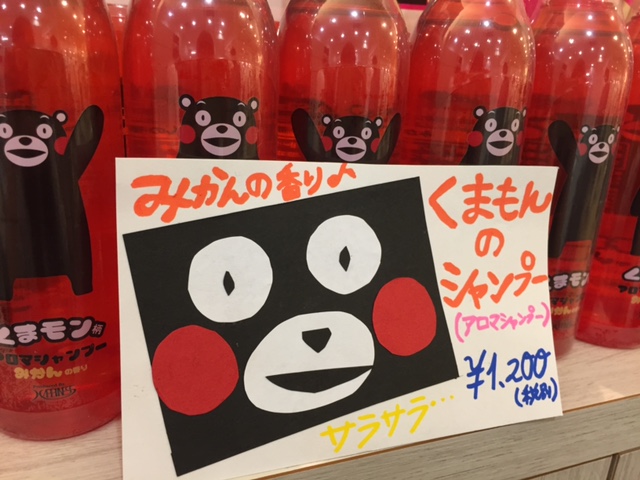 みかんの香り♪
くまもん
の
シャンプー
(アロマシャンプー)
¥1,200
(税別)
サラサラ…
くまモン柄
アロマシャンプー
みかんの香り